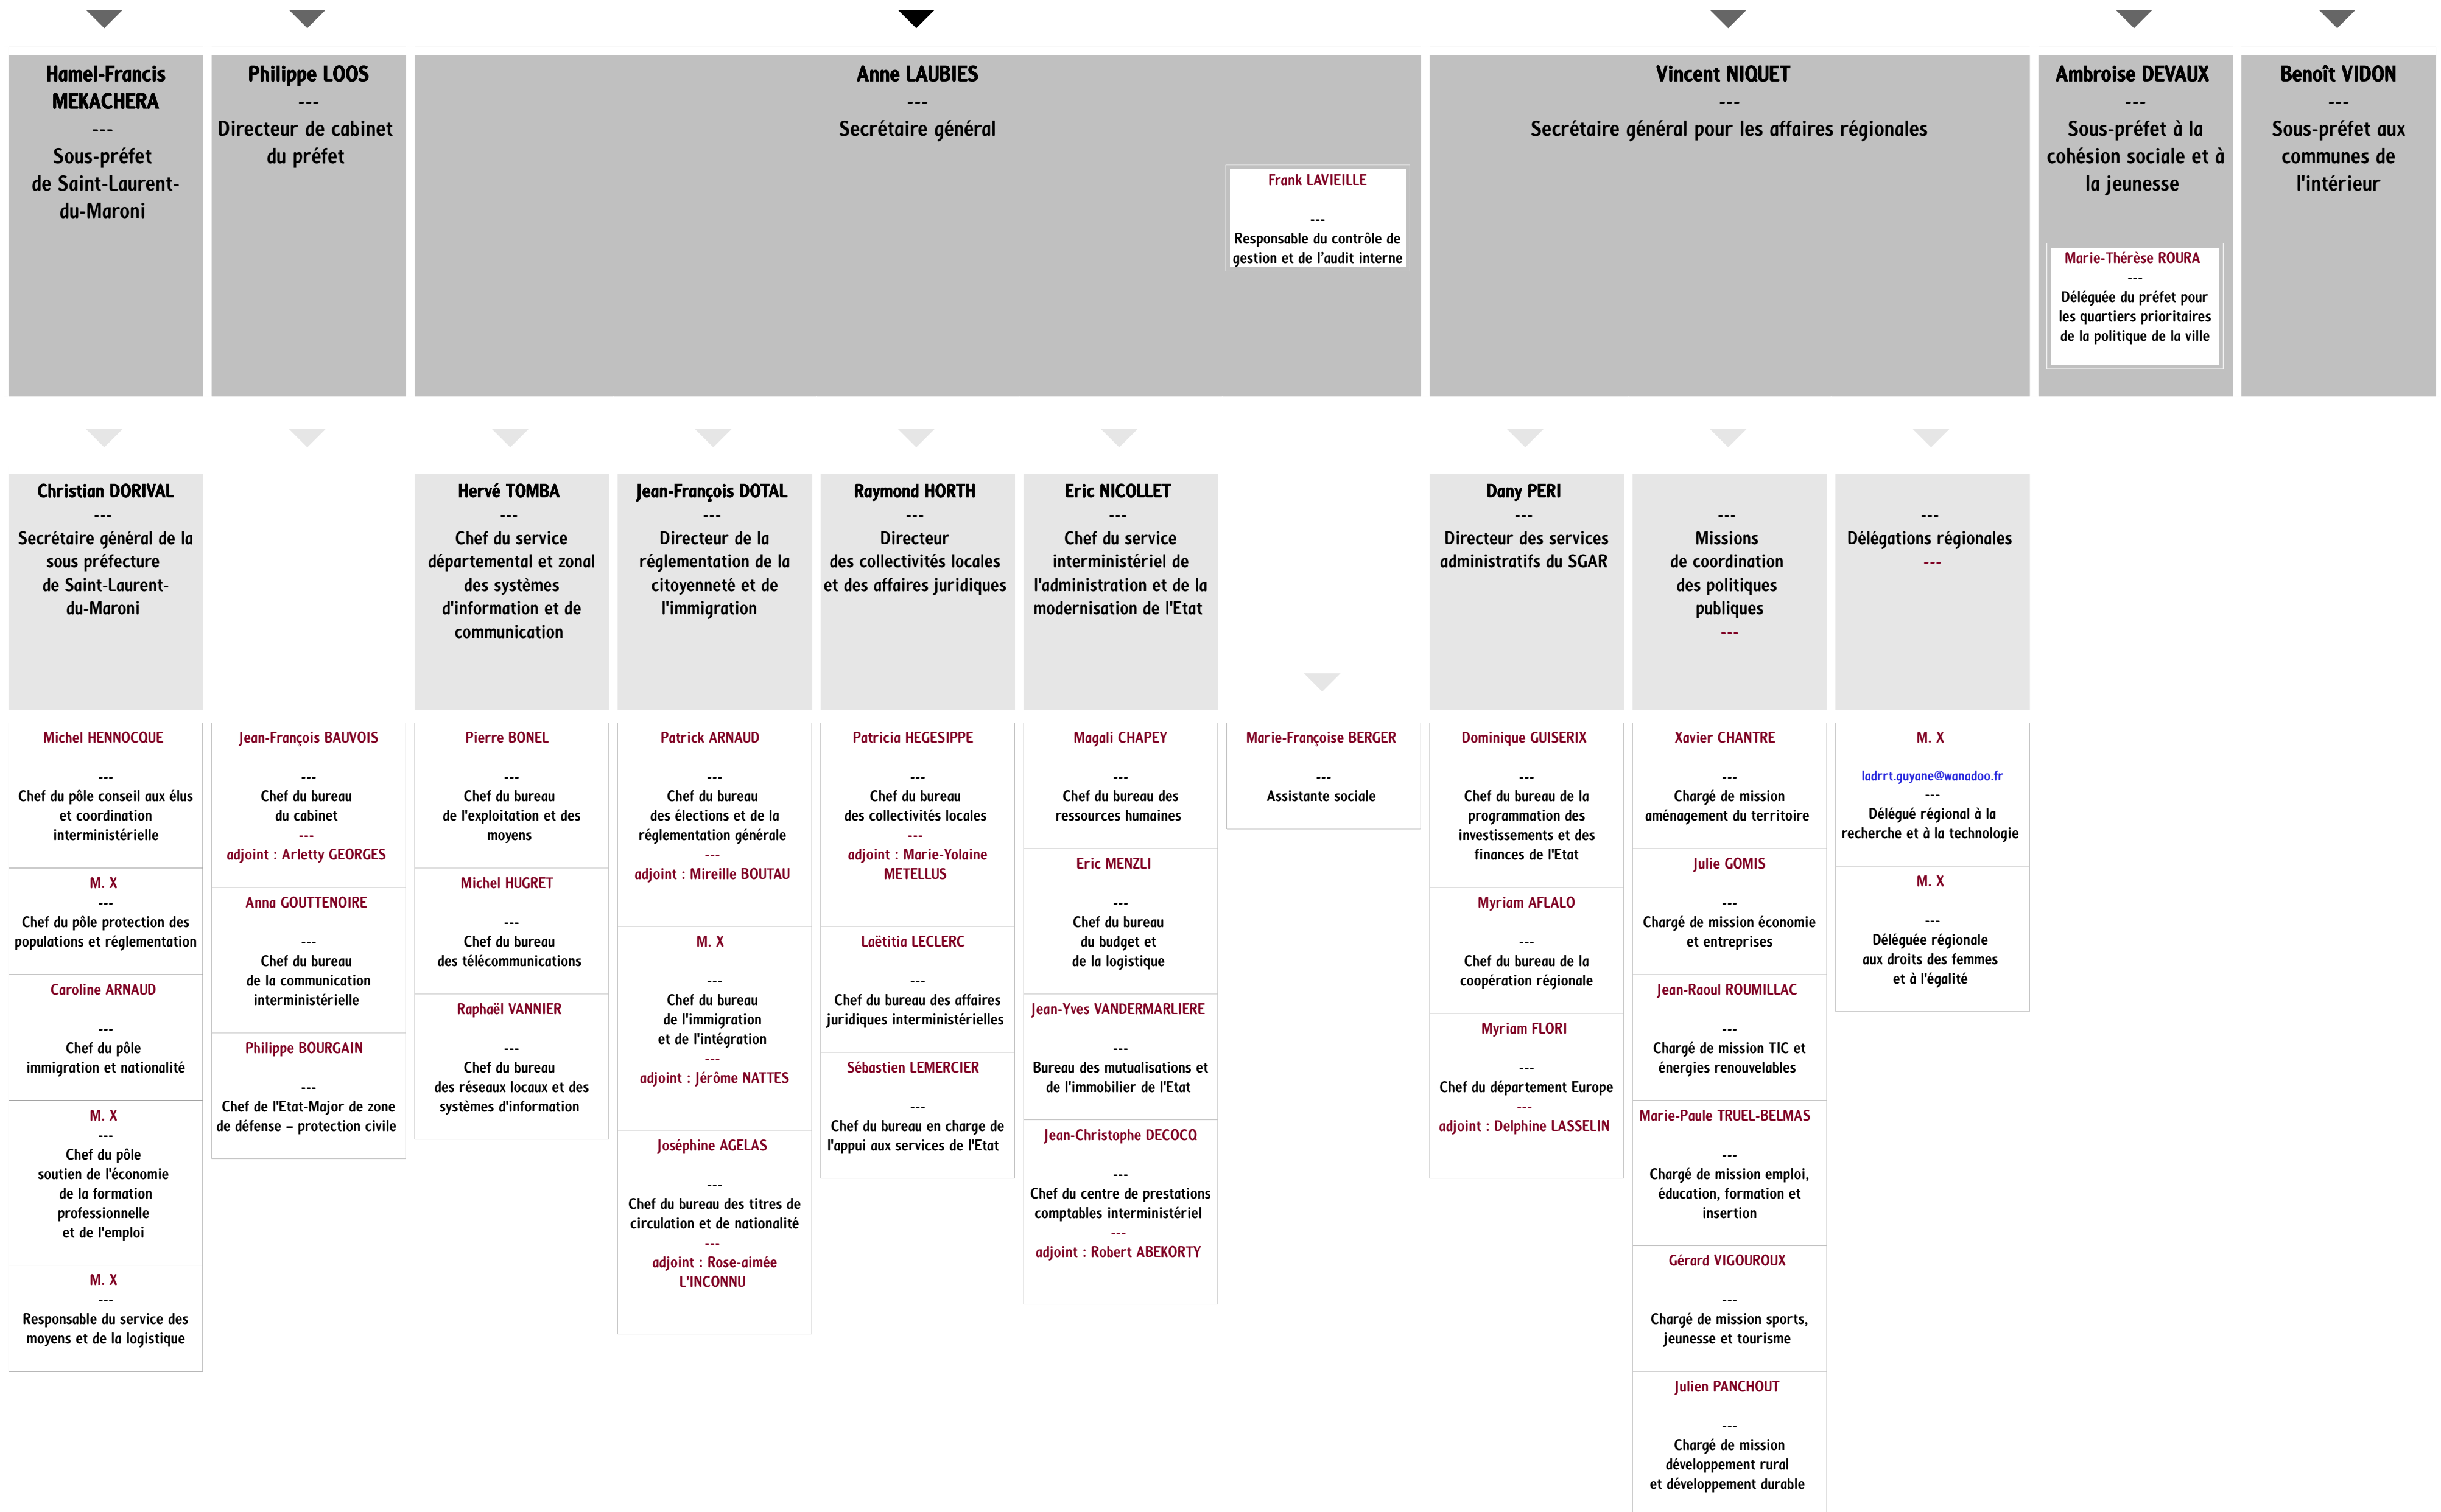 Hamel-Francis
MEKACHERA
---
Sous-préfet
de Saint-Laurent-
du-Maroni
Philippe LOOS
---
Directeur de cabinet
du préfet
Anne LAUBIES
---
Secrétaire général
Frank LAVIEILLE
---
Responsable du contrôle de
gestion et de l’audit interne
Vincent NIQUET
---
Secrétaire général pour les affaires régionales
Ambroise DEVAUX
---
Sous-préfet à la
cohésion sociale et à
la jeunesse
Marie-Thérèse ROURA
---
Déléguée du préfet pour
les quartiers prioritaires
de la politique de la ville
Benoît VIDON
---
Sous-préfet aux
communes de
l'intérieur
Christian DORIVAL
---
Secrétaire général de la
sous préfecture
de Saint-Laurent-
du-Maroni
Hervé TOMBA
---
Chef du service
départemental et zonal
des systèmes
d'information et de
communication
Jean-François DOTAL
---
Directeur de la
réglementation de la
citoyenneté et de
l'immigration
Raymond HORTH
---
Directeur
des collectivités locales
et des affaires juridiques
Eric NICOLLET
---
Chef du service
interministériel de
l'administration et de la
modernisation de l'Etat
Dany PERI
---
Directeur des services
administratifs du SGAR
---
Missions
de coordination
des politiques
publiques
---
---
Délégations régionales
---
Michel HENNOCQUE
---
Chef du pôle conseil aux élus
et coordination
interministérielle
M. X
---
Chef du pôle protection des
populations et réglementation
Caroline ARNAUD
---
Chef du pôle
immigration et nationalité
M. X
---
Chef du pôle
soutien de l'économie
de la formation
professionnelle
et de l'emploi
M. X
---
Responsable du service des
moyens et de la logistique
Jean-François BAUVOIS
---
Chef du bureau
du cabinet
---
adjoint : Arletty GEORGES
Anna GOUTTENOIRE
---
Chef du bureau
de la communication
interministérielle
Philippe BOURGAIN
---
Chef de l'Etat-Major de zone
de défense – protection civile
Pierre BONEL
---
Chef du bureau
de l'exploitation et des
moyens
Michel HUGRET
---
Chef du bureau
des télécommunications
Raphaël VANNIER
---
Chef du bureau
des réseaux locaux et des
systèmes d'information
Patrick ARNAUD
---
Chef du bureau
des élections et de la
réglementation générale
---
adjoint : Mireille BOUTAU
M. X
---
Chef du bureau
de l'immigration
et de l'intégration
---
adjoint : Jérôme NATTES
Joséphine AGELAS
---
Chef du bureau des titres de
circulation et de nationalité
---
adjoint : Rose-aimée
L'INCONNU
Patricia HEGESIPPE
---
Chef du bureau
des collectivités locales
---
adjoint : Marie-Yolaine
METELLUS
Laëtitia LECLERC
---
Chef du bureau des affaires
juridiques interministérielles
Sébastien LEMERCIER
---
Chef du bureau en charge de
l'appui aux services de l'Etat
Magali CHAPEY
---
Chef du bureau des
ressources humaines
Eric MENZLI
---
Chef du bureau
du budget et
de la logistique
Jean-Yves VANDERMARLIERE
---
Bureau des mutualisations et
de l'immobilier de l'Etat
Jean-Christophe DECOCQ
---
Chef du centre de prestations
comptables interministériel
---
adjoint : Robert ABEKORTY
Marie-Françoise BERGER
---
Assistante sociale
Dominique GUISERIX
---
Chef du bureau de la
programmation des
investissements et des
finances de l'Etat
Myriam AFLALO
---
Chef du bureau de la
coopération régionale
Myriam FLORI
---
Chef du département Europe
---
adjoint : Delphine LASSELIN
Xavier CHANTRE
---
Chargé de mission
aménagement du territoire
Julie GOMIS
---
Chargé de mission économie
et entreprises
Jean-Raoul ROUMILLAC
---
Chargé de mission TIC et
énergies renouvelables
Marie-Paule TRUEL-BELMAS
---
Chargé de mission emploi,
éducation, formation et
insertion
Gérard VIGOUROUX
---
Chargé de mission sports,
jeunesse et tourisme
Julien PANCHOUT
---
Chargé de mission
développement rural
et développement durable
M. X
ladrrt.guyane@wanadoo.fr
---
Délégué régional à la
recherche et à la technologie
M. X
---
Déléguée régionale
aux droits des femmes
et à l'égalité